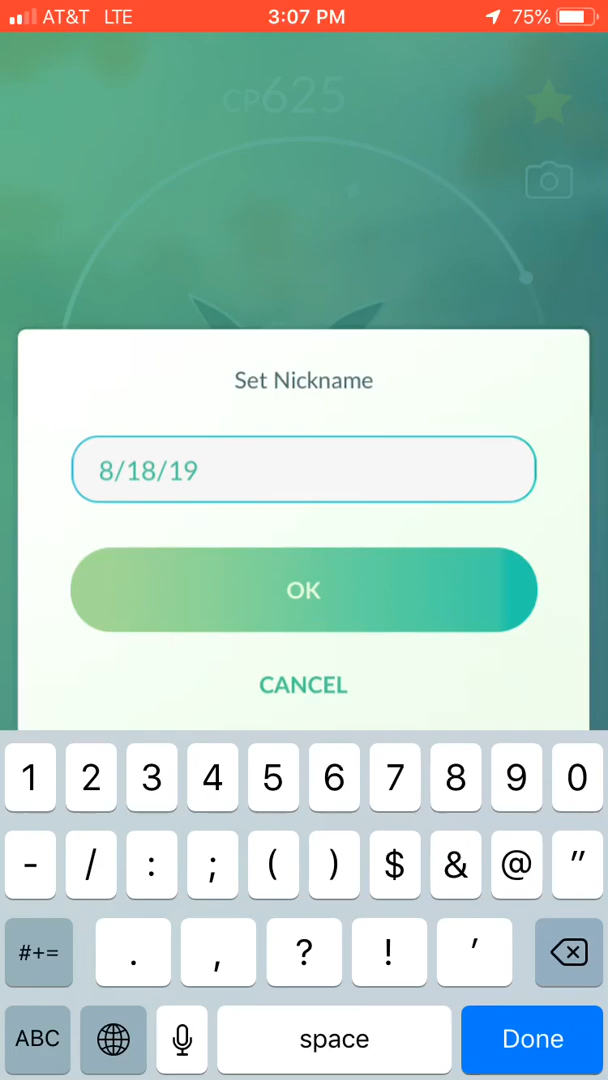 AT&T LTE 3:07 PM 75%
CP625
Set Nickname
8/18/19
OK
CANCEL
1 2 3 4 5 6 7 8 9 0
- / : ; ( ) $ & @ "
#+= . , ? ! '
ABC space Done